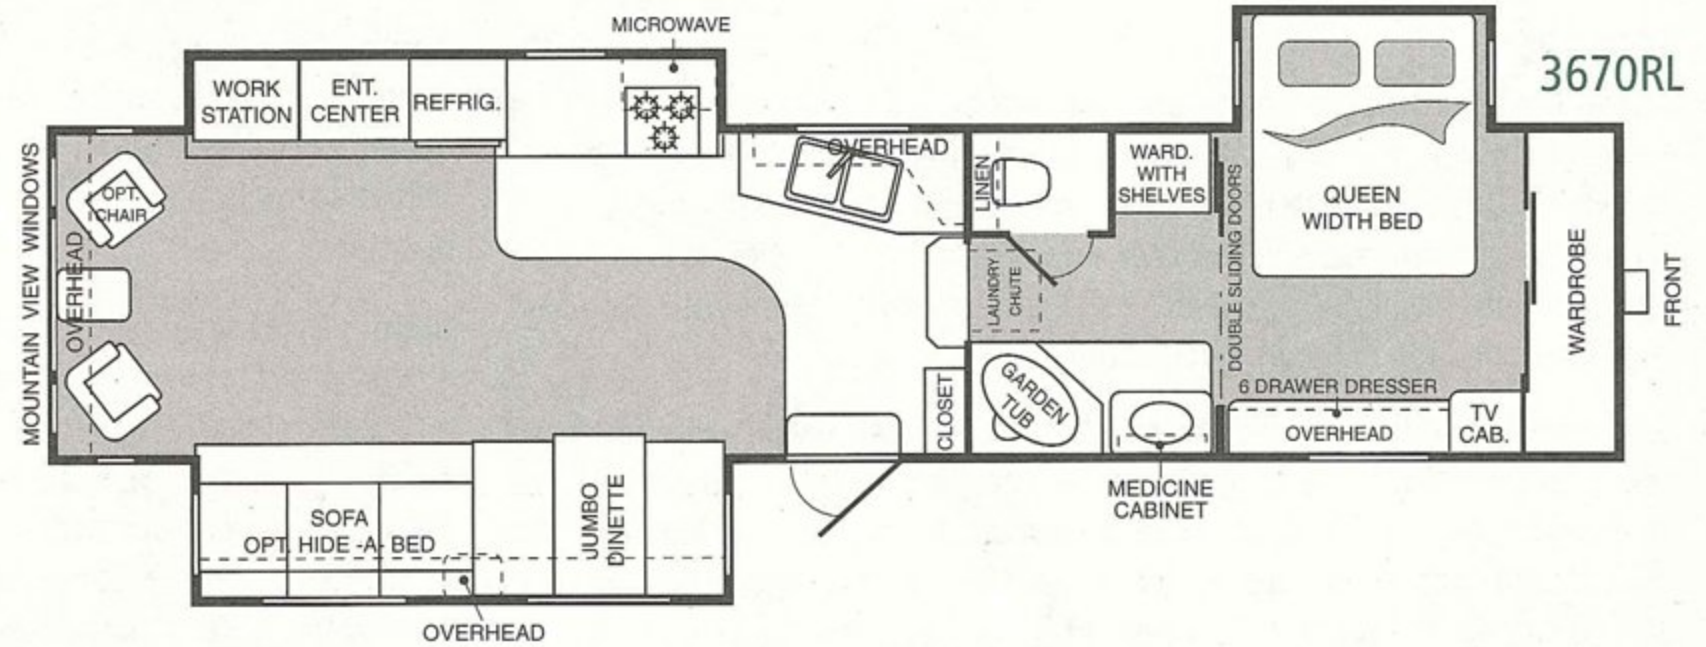 MICROWAVE
3670RL
WORK
STATION
ENT.
CENTER
REFRIG.
OVERHEAD
LINEN
WARD.
WITH
SHELVES
DOUBLE SLIDING DOORS
QUEEN
WIDTH BED
WARDROBE
FRONT
MOUNTAIN VIEW WINDOWS
OPT.
CHAIR
OVERHEAD
LAUNDRY
CHUTE
GARDEN
TUB
CLOSET
6 DRAWER DRESSER
OVERHEAD
TV
CAB.
MEDICINE
CABINET
SOFA
OPT. HIDE -A- BED
JUMBO
DINETTE
OVERHEAD